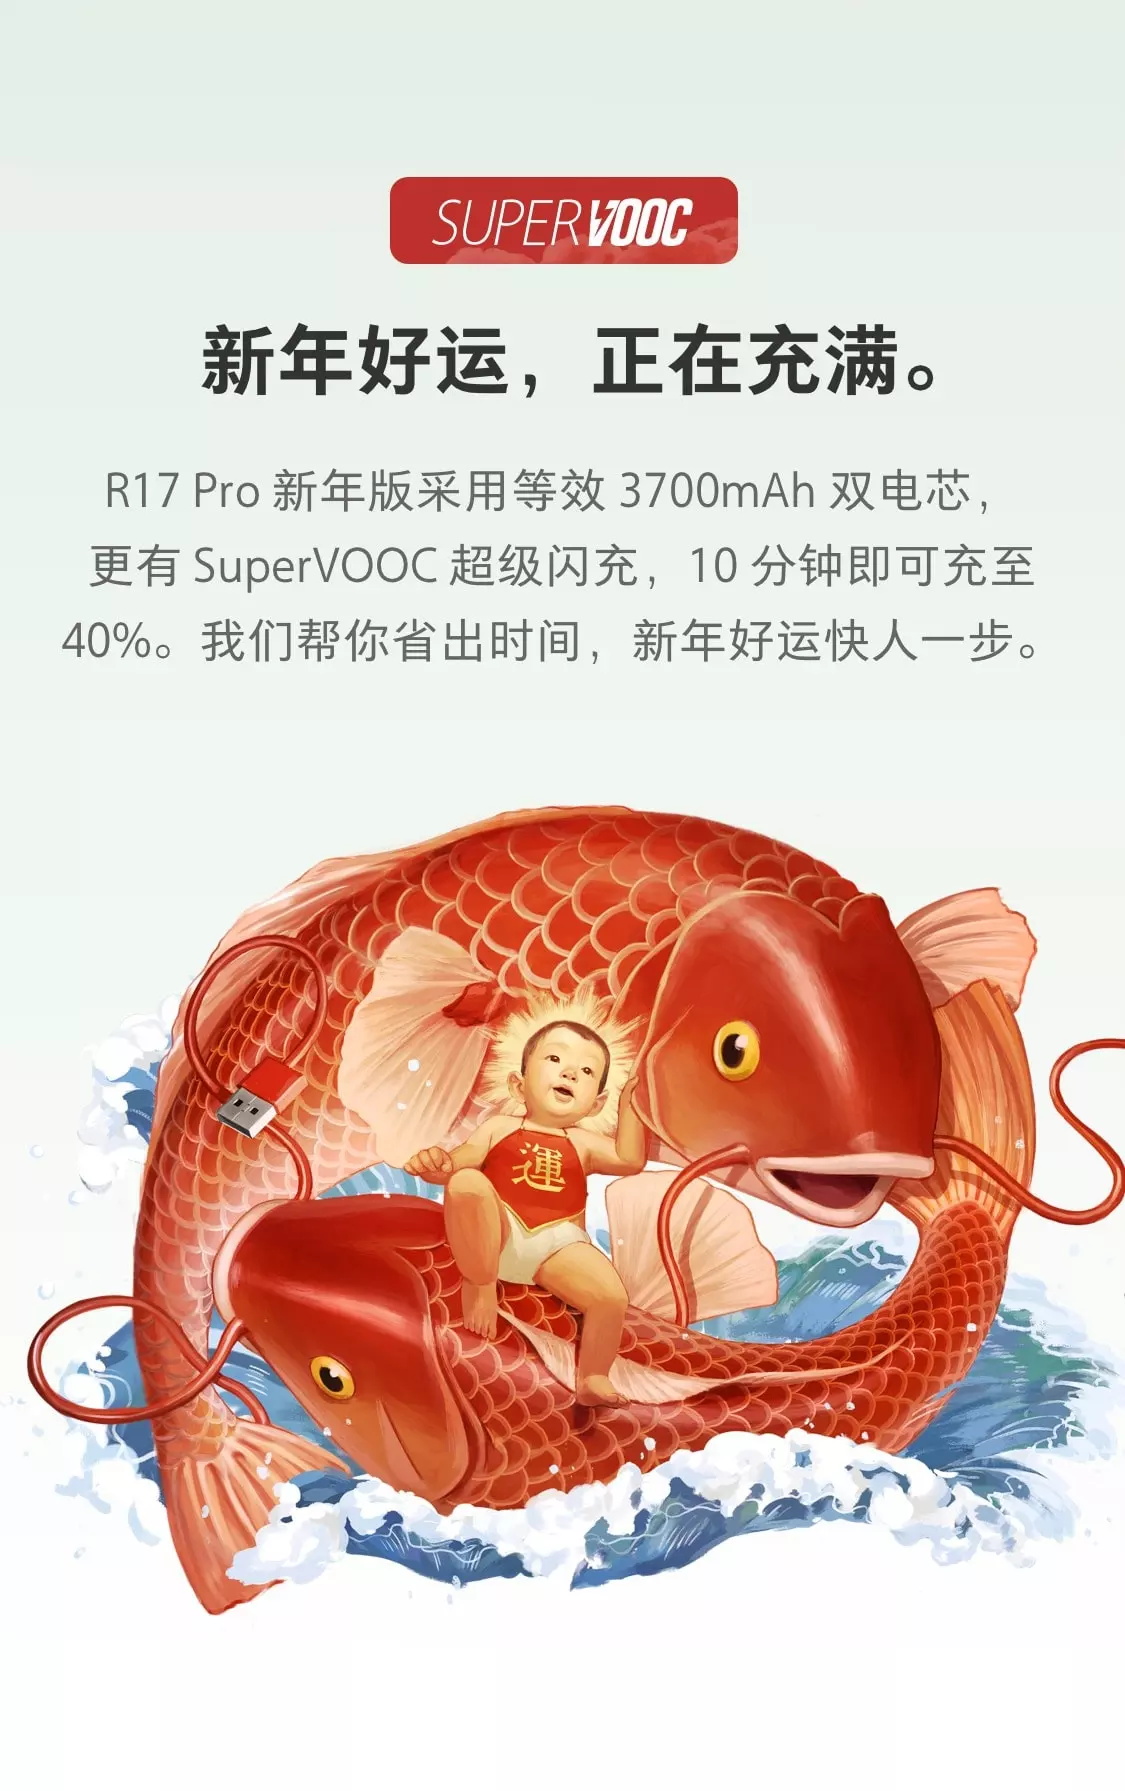 SUPERVOOC
新年好运，正在充满。
R17 Pro 新年版采用等效 3700mAh 双电芯，
更有 SuperVOOC 超级闪充，10 分钟即可充至
40%。我们帮你省出时间，新年好运快人一步。
運